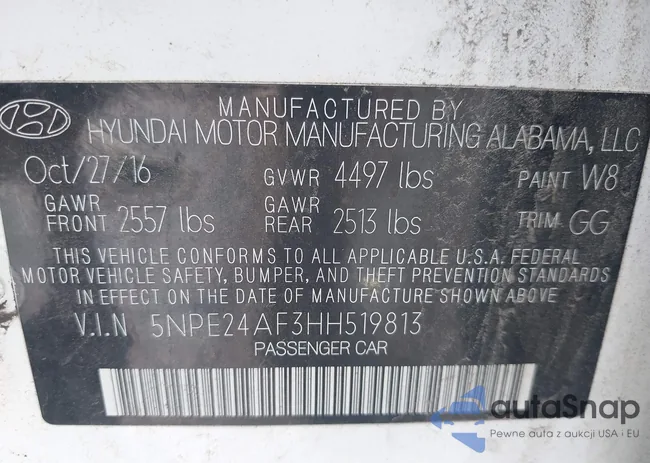 MANUFACTURED BY
HYUNDAI MOTOR MANUFACTURING ALABAMA, LLC
Oct/27/16 GVWR 4497 lbs PAINT W8
GAWR FRONT 2557 lbs GAWR REAR 2513 lbs TRIM GG
THIS VEHICLE CONFORMS TO ALL APPLICABLE U.S.A. FEDERAL
MOTOR VEHICLE SAFETY, BUMPER, AND THEFT PREVENTION STANDARDS
IN EFFECT ON THE DATE OF MANUFACTURE SHOWN ABOVE
V.I.N 5NPE24AF3HH519813
PASSENGER CAR
autaSnap
Pewne auta z aukcji USA i EU